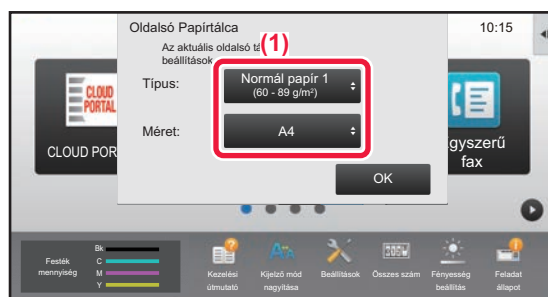 Oldalsó Papírtálca
10:15
Az aktuális oldalsó tá
(1)
beállítások
Típus:
Normál papír 1
(60 - 89 g/m²)
Méret:
A4
OK
CLOUD
PORTAL
CLOUD POR
gyszerű
fax
Festék
mennyiség
Bk
C
M
Y
Kezelési
útmutató
Kijelző mód
nagyítása
Beállítások
Összes szám
Fényesség
beállítás
Feladat
állapot